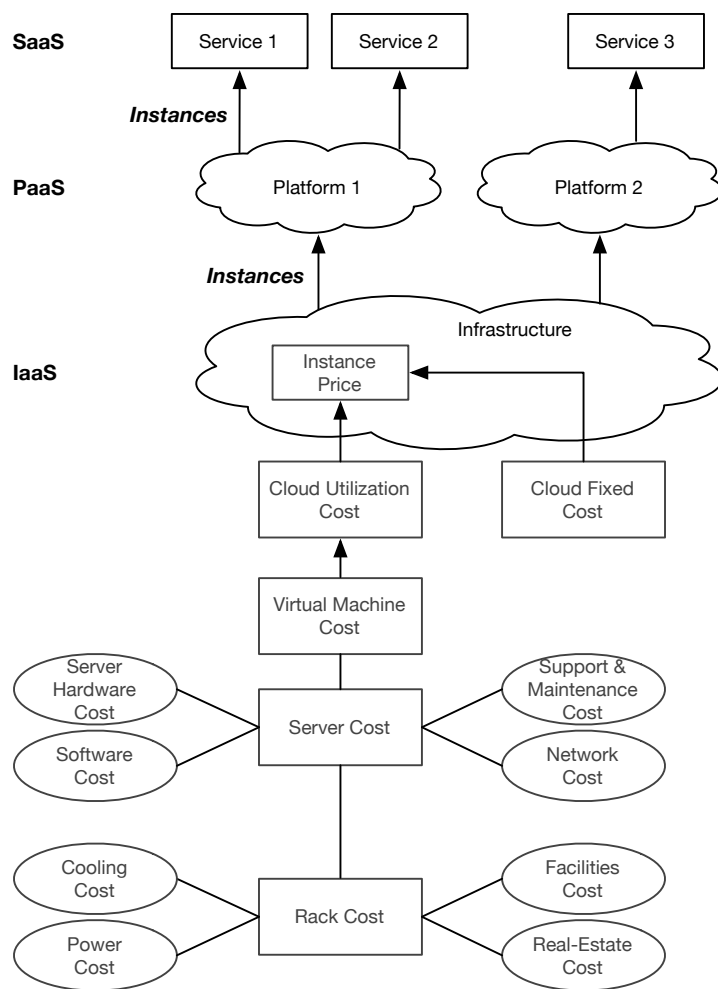 SaaS
Service 1
Service 2
Service 3
Instances
PaaS
Platform 1
Platform 2
Instances
Infrastructure
IaaS
Instance
Price
Cloud Utilization
Cost
Cloud Fixed
Cost
Virtual Machine
Cost
Server
Hardware
Cost
Support &
Maintenance
Cost
Server Cost
Software
Cost
Network
Cost
Cooling
Cost
Facilities
Cost
Rack Cost
Power
Cost
Real-Estate
Cost